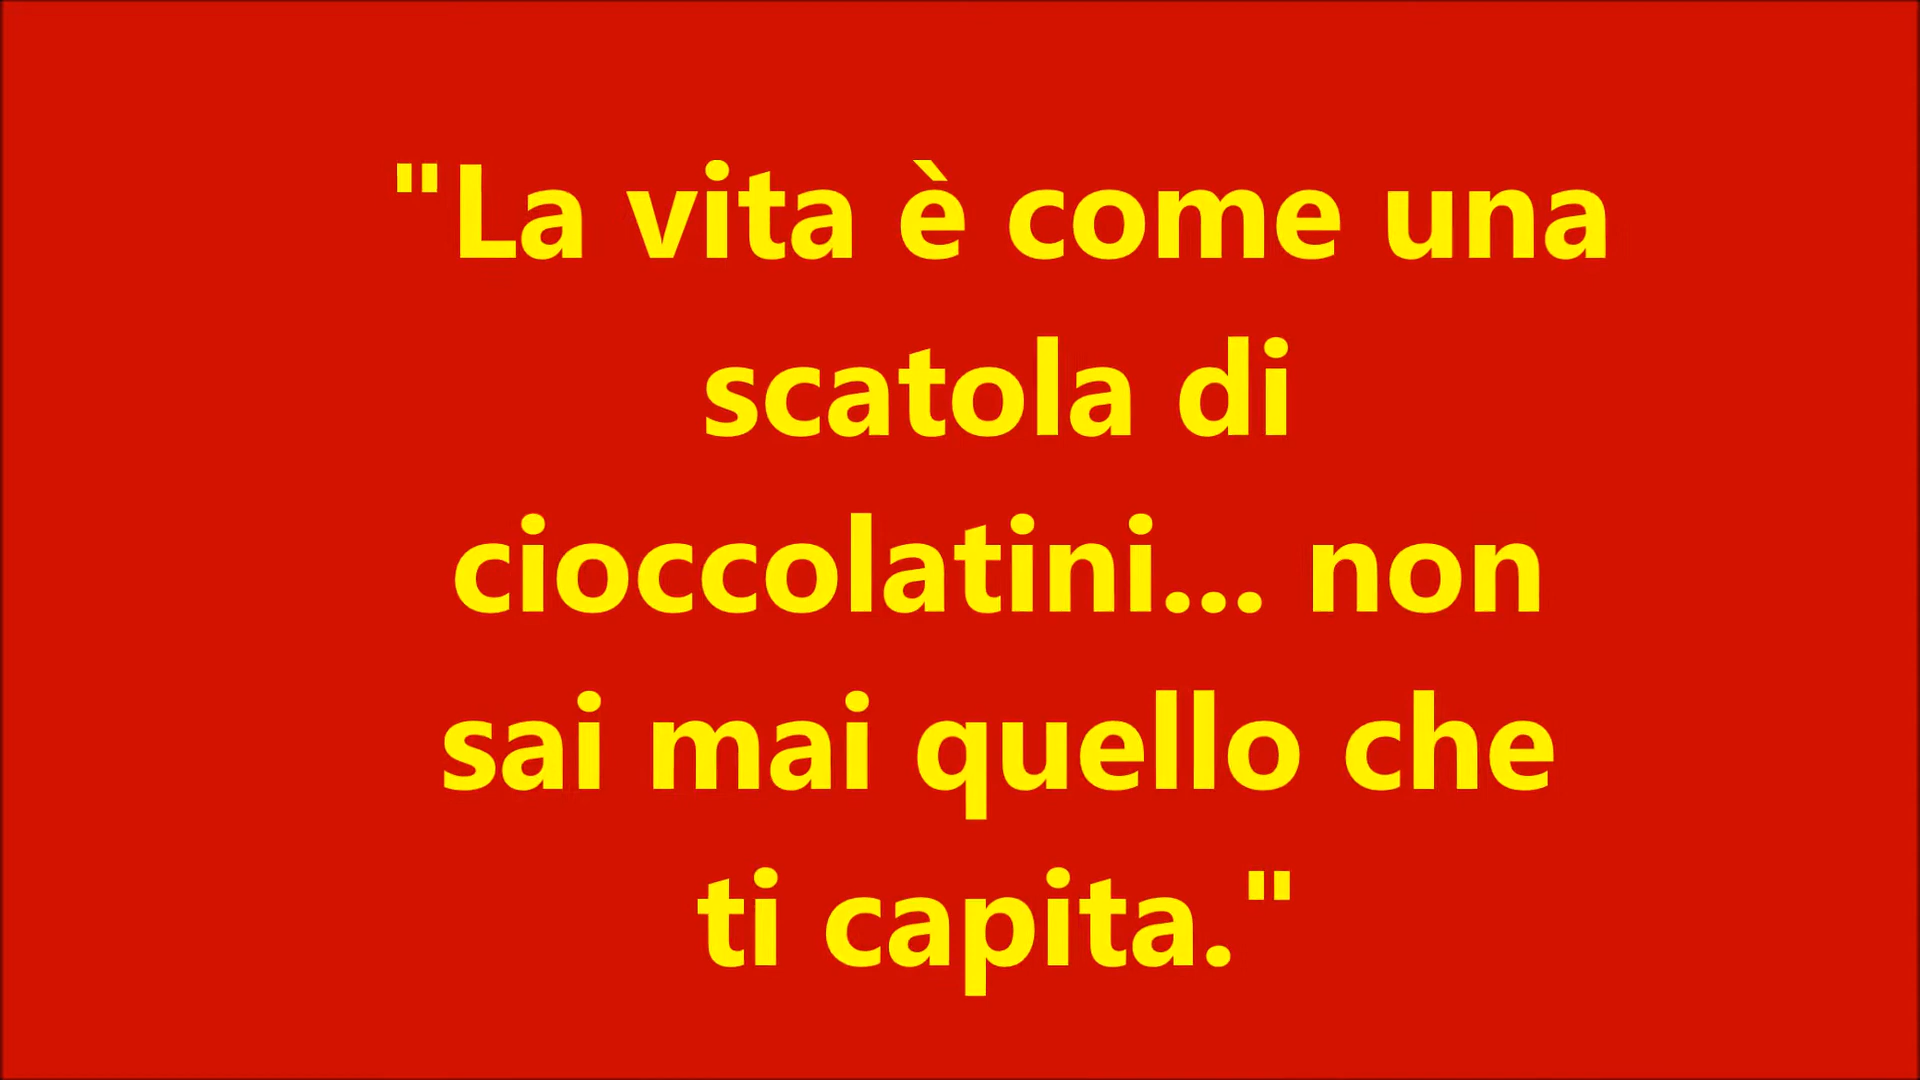 "La vita è come una
scatola di
cioccolatini... non
sai mai quello che
ti capita."